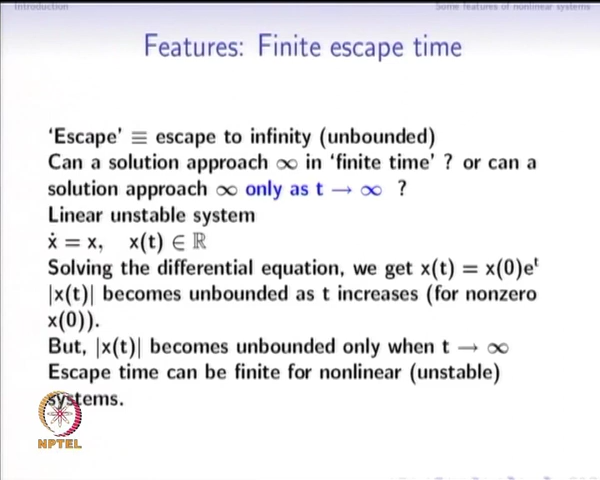 Introduction
Some features of nonlinear systems
Features: Finite escape time
‘Escape’ ≡ escape to infinity (unbounded)
Can a solution approach ∞ in ‘finite time’ ? or can a
solution approach ∞ only as t → ∞ ?
Linear unstable system
ẋ = x, x(t) ∈ ℝ
Solving the differential equation, we get x(t) = x(0)eᵗ
|x(t)| becomes unbounded as t increases (for nonzero
x(0)).
But, |x(t)| becomes unbounded only when t → ∞
Escape time can be finite for nonlinear (unstable)
systems.
NPTEL